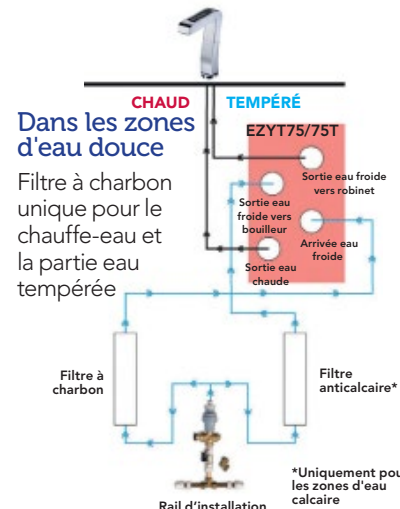 CHAUD TEMPÉRÉ
Dans les zones
d'eau douce
Filtre à charbon
unique pour le
chauffe-eau et
la partie eau
tempérée
EZYT75/75T
Sortie eau froide
vers robinet
Sortie eau
froide vers
bouilleur
Arrivée eau
froide
Sortie eau
chaude
Filtre à
charbon
Filtre
anticalcaire*
*Uniquement pou
les zones d'eau
calcaire
Rail d'installation